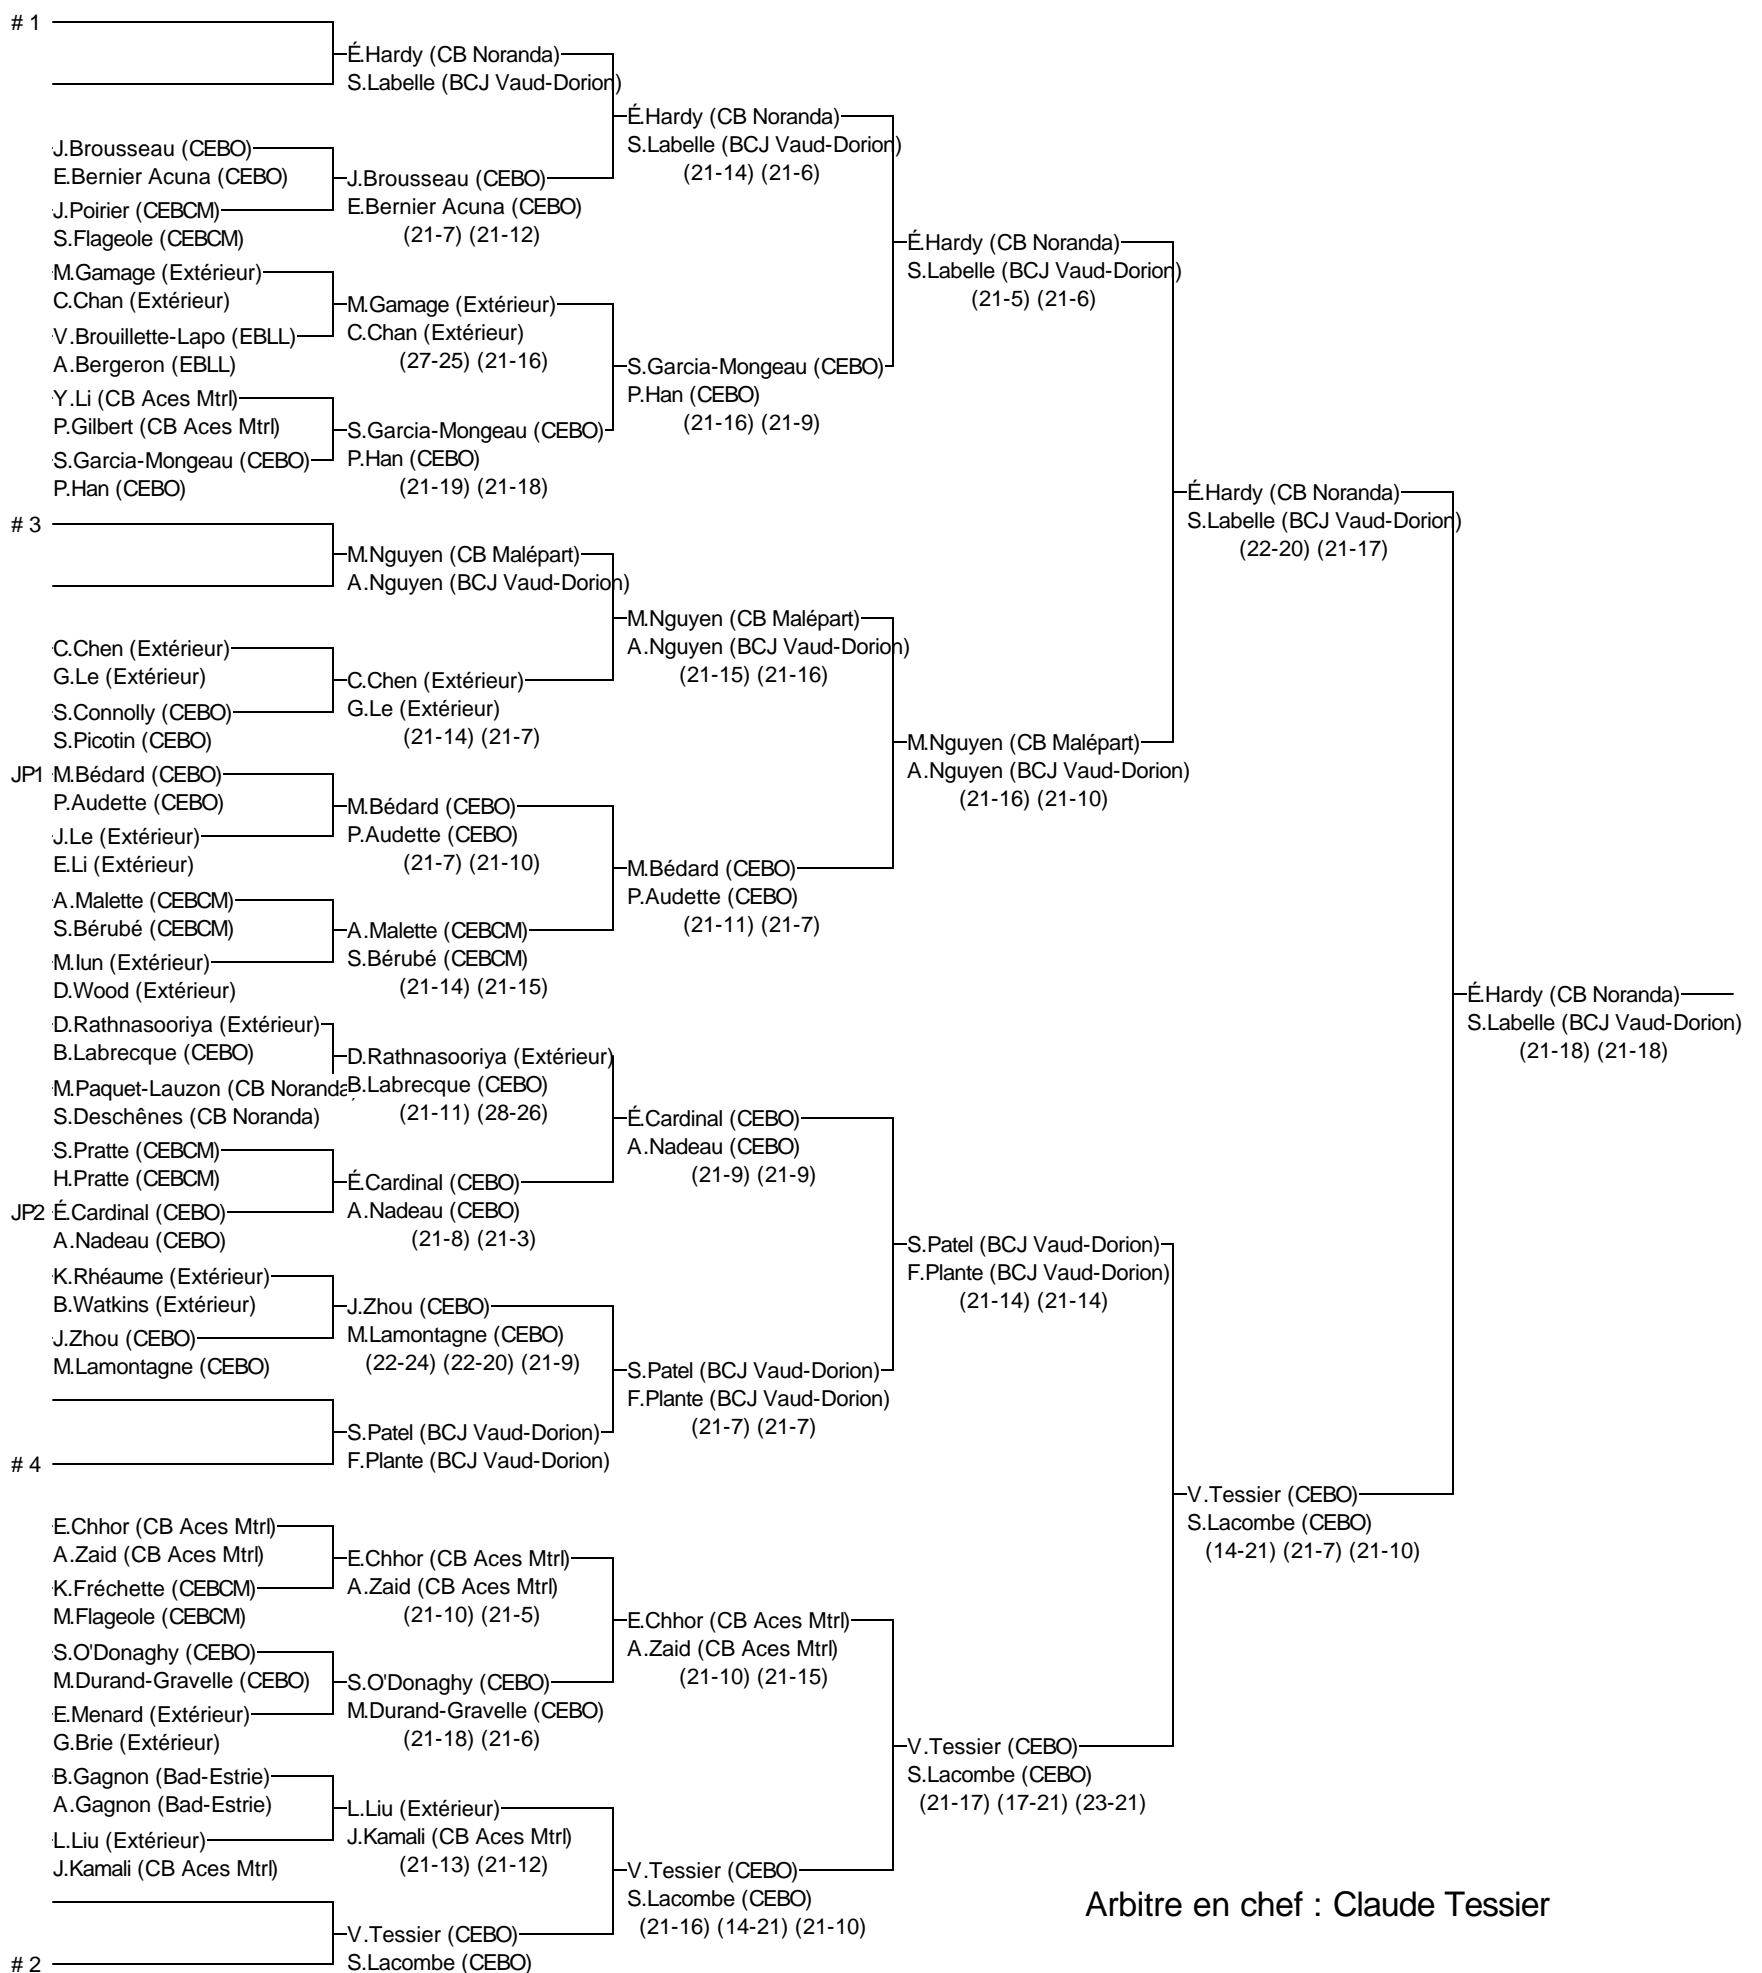 # 1
É.Hardy (CB Noranda)
S.Labelle (BCJ Vaud-Dorion)
É.Hardy (CB Noranda)
S.Labelle (BCJ Vaud-Dorion)
(21-14) (21-6)
J.Brousseau (CEBO)
E.Bernier Acuna (CEBO)
J.Brousseau (CEBO)
E.Bernier Acuna (CEBO)
(21-7) (21-12)
J.Poirier (CEBCM)
S.Flageole (CEBCM)
É.Hardy (CB Noranda)
S.Labelle (BCJ Vaud-Dorion)
(21-5) (21-6)
M.Gamage (Extérieur)
C.Chan (Extérieur)
M.Gamage (Extérieur)
C.Chan (Extérieur)
(27-25) (21-16)
V.Brouillette-Lapo (EBLL)
A.Bergeron (EBLL)
S.Garcia-Mongeau (CEBO)
P.Han (CEBO)
(21-16) (21-9)
Y.Li (CB Aces Mtrl)
P.Gilbert (CB Aces Mtrl)
S.Garcia-Mongeau (CEBO)
P.Han (CEBO)
(21-19) (21-18)
S.Garcia-Mongeau (CEBO)
P.Han (CEBO)
É.Hardy (CB Noranda)
S.Labelle (BCJ Vaud-Dorion)
(22-20) (21-17)
# 3
M.Nguyen (CB Malépart)
A.Nguyen (BCJ Vaud-Dorion)
M.Nguyen (CB Malépart)
A.Nguyen (BCJ Vaud-Dorion)
(21-15) (21-16)
C.Chen (Extérieur)
G.Le (Extérieur)
C.Chen (Extérieur)
G.Le (Extérieur)
(21-14) (21-7)
S.Connolly (CEBO)
S.Picotin (CEBO)
M.Nguyen (CB Malépart)
A.Nguyen (BCJ Vaud-Dorion)
(21-16) (21-10)
JP1 M.Bédard (CEBO)
P.Audette (CEBO)
M.Bédard (CEBO)
P.Audette (CEBO)
(21-7) (21-10)
J.Le (Extérieur)
E.Li (Extérieur)
M.Bédard (CEBO)
P.Audette (CEBO)
(21-11) (21-7)
A.Malette (CEBCM)
S.Bérubé (CEBCM)
A.Malette (CEBCM)
S.Bérubé (CEBCM)
(21-14) (21-15)
M.Iun (Extérieur)
D.Wood (Extérieur)
É.Hardy (CB Noranda)
S.Labelle (BCJ Vaud-Dorion)
(21-18) (21-18)
D.Rathnasooriya (Extérieur)
B.Labrecque (CEBO)
D.Rathnasooriya (Extérieur)
B.Labrecque (CEBO)
(21-11) (28-26)
M.Paquet-Lauzon (CB Noranda)
S.Deschênes (CB Noranda)
É.Cardinal (CEBO)
A.Nadeau (CEBO)
(21-9) (21-9)
S.Pratte (CEBCM)
H.Pratte (CEBCM)
É.Cardinal (CEBO)
A.Nadeau (CEBO)
(21-8) (21-3)
JP2 É.Cardinal (CEBO)
A.Nadeau (CEBO)
S.Patel (BCJ Vaud-Dorion)
F.Plante (BCJ Vaud-Dorion)
(21-14) (21-14)
K.Rhéaume (Extérieur)
B.Watkins (Extérieur)
J.Zhou (CEBO)
M.Lamontagne (CEBO)
(22-24) (22-20) (21-9)
J.Zhou (CEBO)
M.Lamontagne (CEBO)
S.Patel (BCJ Vaud-Dorion)
F.Plante (BCJ Vaud-Dorion)
(21-7) (21-7)
S.Patel (BCJ Vaud-Dorion)
F.Plante (BCJ Vaud-Dorion)
# 4
V.Tessier (CEBO)
S.Lacombe (CEBO)
(14-21) (21-7) (21-10)
E.Chhor (CB Aces Mtrl)
A.Zaid (CB Aces Mtrl)
E.Chhor (CB Aces Mtrl)
A.Zaid (CB Aces Mtrl)
(21-10) (21-5)
K.Fréchette (CEBCM)
M.Flageole (CEBCM)
E.Chhor (CB Aces Mtrl)
A.Zaid (CB Aces Mtrl)
(21-10) (21-15)
S.O'Donaghy (CEBO)
M.Durand-Gravelle (CEBO)
S.O'Donaghy (CEBO)
M.Durand-Gravelle (CEBO)
(21-18) (21-6)
E.Menard (Extérieur)
G.Brie (Extérieur)
V.Tessier (CEBO)
S.Lacombe (CEBO)
(21-17) (17-21) (23-21)
B.Gagnon (Bad-Estrie)
A.Gagnon (Bad-Estrie)
L.Liu (Extérieur)
J.Kamali (CB Aces Mtrl)
(21-13) (21-12)
L.Liu (Extérieur)
J.Kamali (CB Aces Mtrl)
V.Tessier (CEBO)
S.Lacombe (CEBO)
(21-16) (14-21) (21-10)
V.Tessier (CEBO)
S.Lacombe (CEBO)
# 2
Arbitre en chef : Claude Tessier